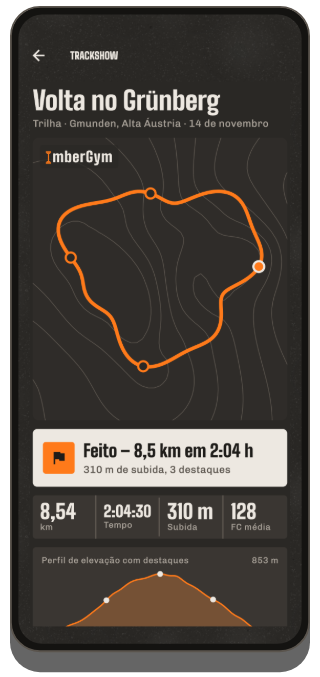 TRACKSHOW
Volta no Grünberg
Trilha · Gmunden, Alta Áustria · 14 de novembro
ImberGym
Feito – 8,5 km em 2:04 h
310 m de subida, 3 destaques
8,54
km
2:04:30
Tempo
310 m
Subida
128
FC média
Perfil de elevação com destaques
853 m